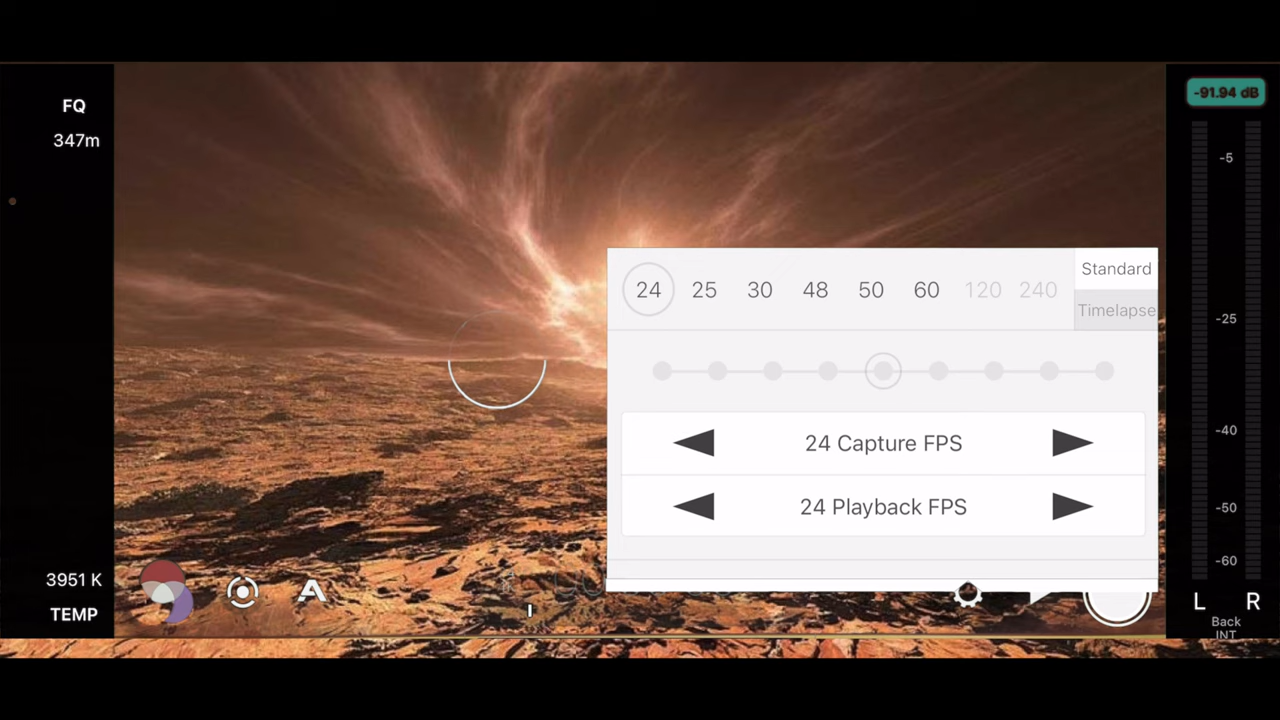 FQ
347m
-91.94 dB
-5
Standard
24 25 30 48 50 60 120 240
Timelapse
-25
24 Capture FPS
-40
24 Playback FPS
-50
-60
3951 K
TEMP
L R
Back
INT